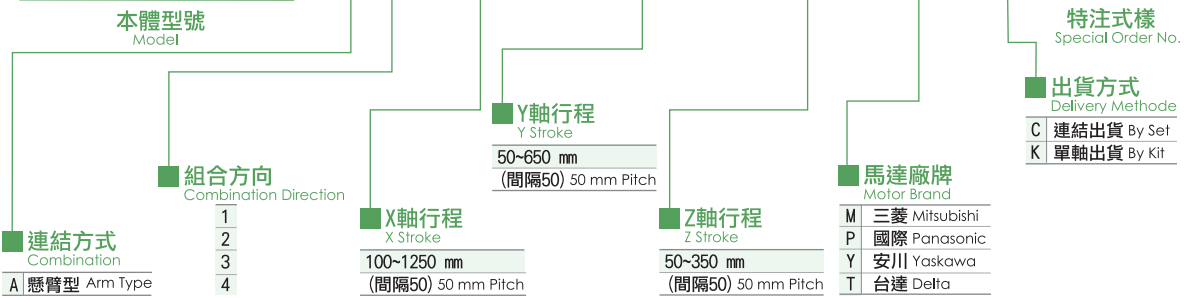 本體型號
Model
特注式樣
Special Order No.
出貨方式
Delivery Methode
C 連結出貨 By Set
K 單軸出貨 By Kit
Y軸行程
Y Stroke
50~650 mm
(間隔50) 50 mm Pitch
組合方向
Combination Direction
1
2
3
4
馬達廠牌
Motor Brand
M 三菱 Mitsubishi
P 國際 Panasonic
Y 安川 Yaskawa
T 台達 Delta
X軸行程
X Stroke
100~1250 mm
(間隔50) 50 mm Pitch
Z軸行程
Z Stroke
50~350 mm
(間隔50) 50 mm Pitch
連結方式
Combination
A 懸臂型 Arm Type